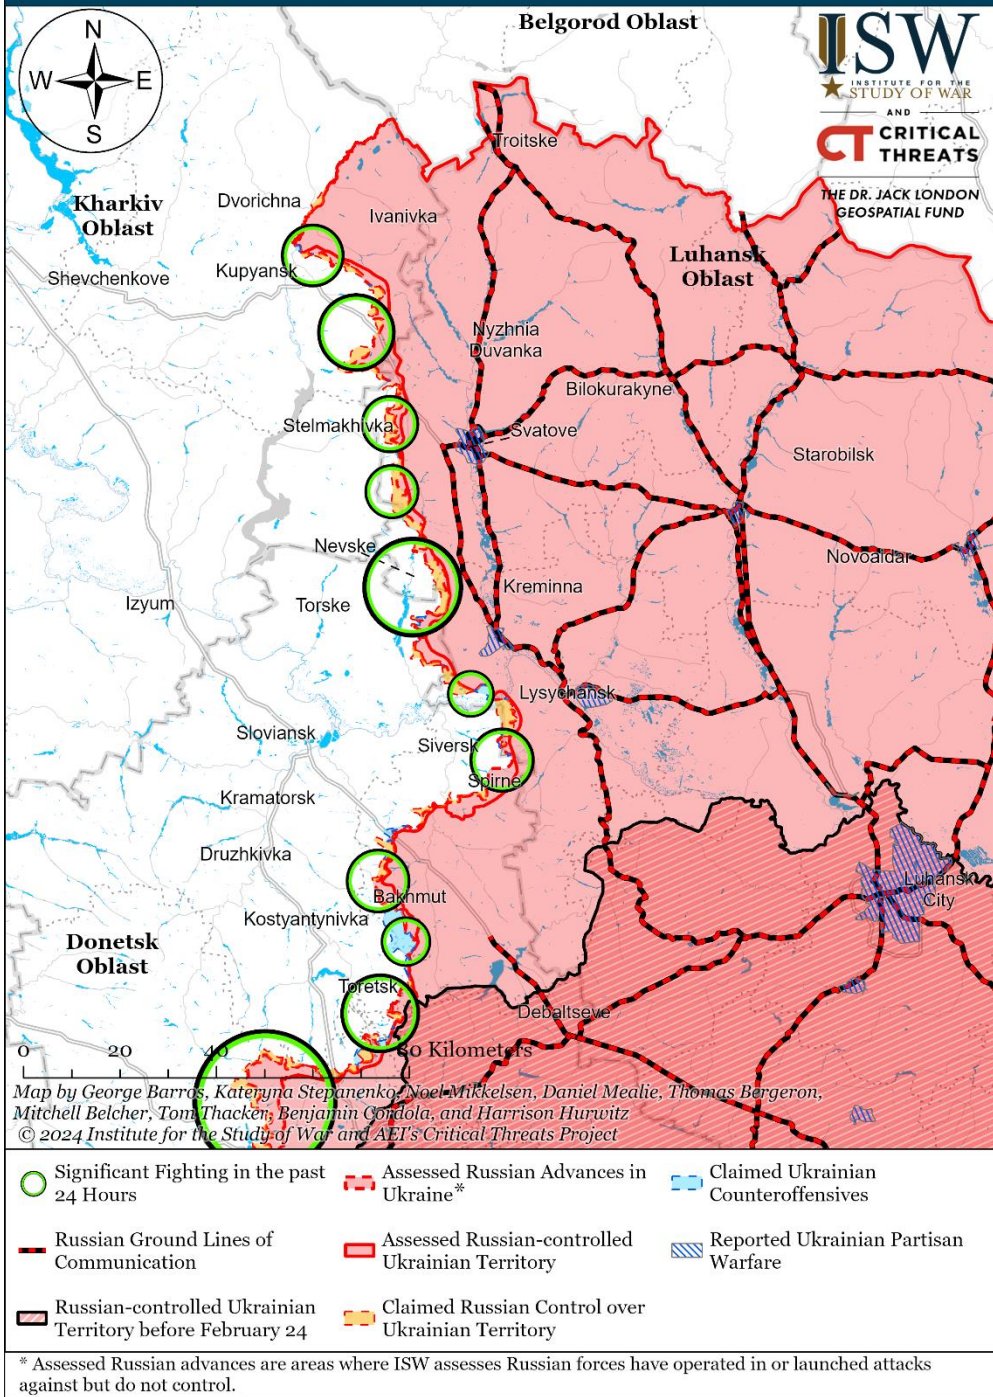 Belgorod Oblast
N
W
E
S
ISW
INSTITUTE FOR THE
STUDY OF WAR
AND
CT CRITICAL
THREATS
THE DR. JACK LONDON
GEOSPATIAL FUND
Troitske
Dvorichna
Kharkiv
Oblast
Ivanivka
Luhansk
Oblast
Shevchenkove
Kupyansk
Nyzhnia
Duvanka
Bilokurakyne
Stelmakhivka
Svatove
Starobilsk
Nevske
Novoaldar
Kreminna
Izyum
Torske
Lysychansk
Sloviansk
Siversk
Spirne
Kramatorsk
Druzhkivka
Bakhmut
Luhansk
City
Kostyantynivka
Donetsk
Oblast
Toretsk
Debaltseve
0 20 40 80 Kilometers
Map by George Barros, Kateryna Stepanenko, Noel Mikkelsen, Daniel Mealie, Thomas Bergeron,
Mitchell Belcher, Tom Thacker, Benjamin Cordola, and Harrison Hurwitz
© 2024 Institute for the Study of War and AEI's Critical Threats Project
Significant Fighting in the past
24 Hours
Assessed Russian Advances in
Ukraine*
Claimed Ukrainian
Counteroffensives
Russian Ground Lines of
Communication
Assessed Russian-controlled
Ukrainian Territory
Reported Ukrainian Partisan
Warfare
Russian-controlled Ukrainian
Territory before February 24
Claimed Russian Control over
Ukrainian Territory
* Assessed Russian advances are areas where ISW assesses Russian forces have operated in or launched attacks
against but do not control.